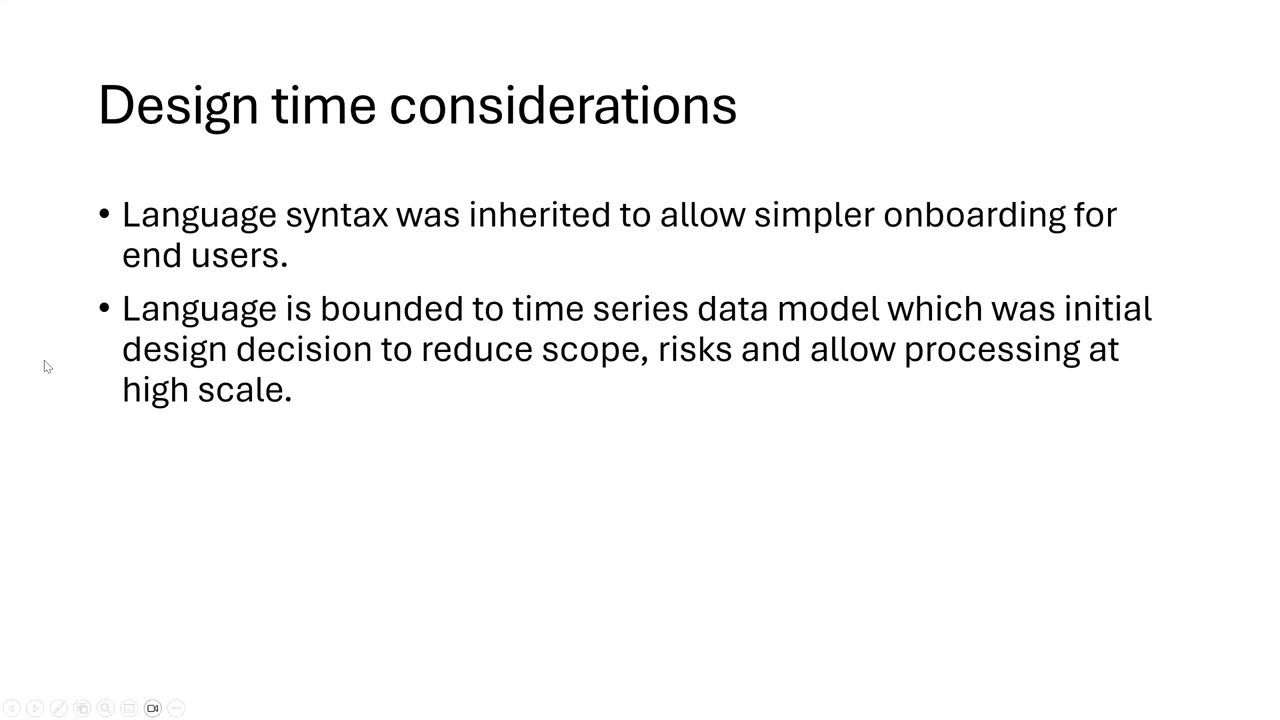 Design time considerations
• Language syntax was inherited to allow simpler onboarding for
end users.
• Language is bounded to time series data model which was initial
design decision to reduce scope, risks and allow processing at
high scale.